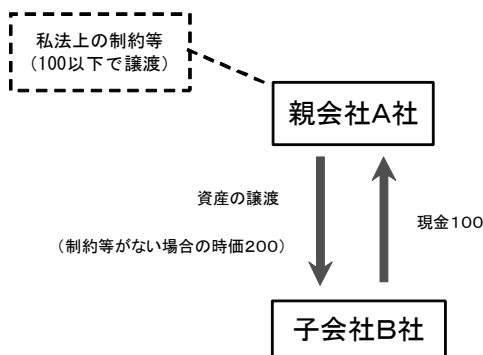 私法上の制約等
（100以下で譲渡）
親会社Ａ社
資産の譲渡
現金100
（制約等がない場合の時価200）
子会社Ｂ社